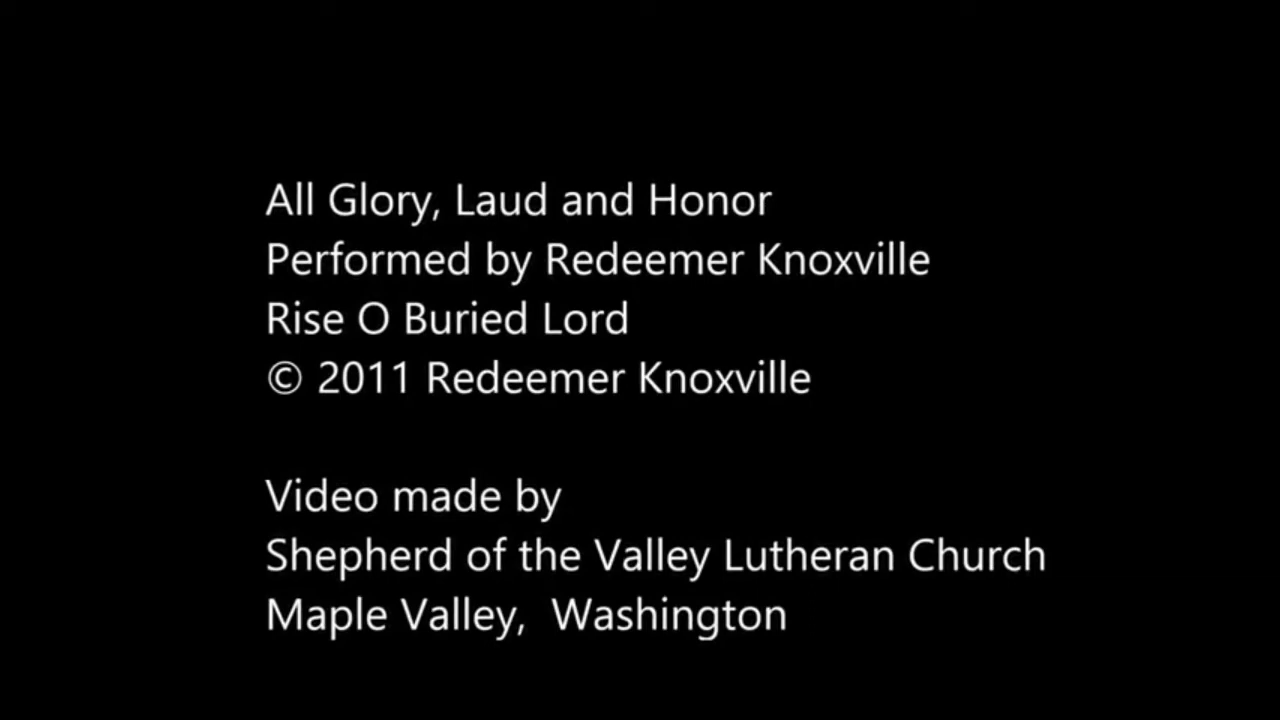 All Glory, Laud and Honor
Performed by Redeemer Knoxville
Rise O Buried Lord
© 2011 Redeemer Knoxville
Video made by
Shepherd of the Valley Lutheran Church
Maple Valley,  Washington